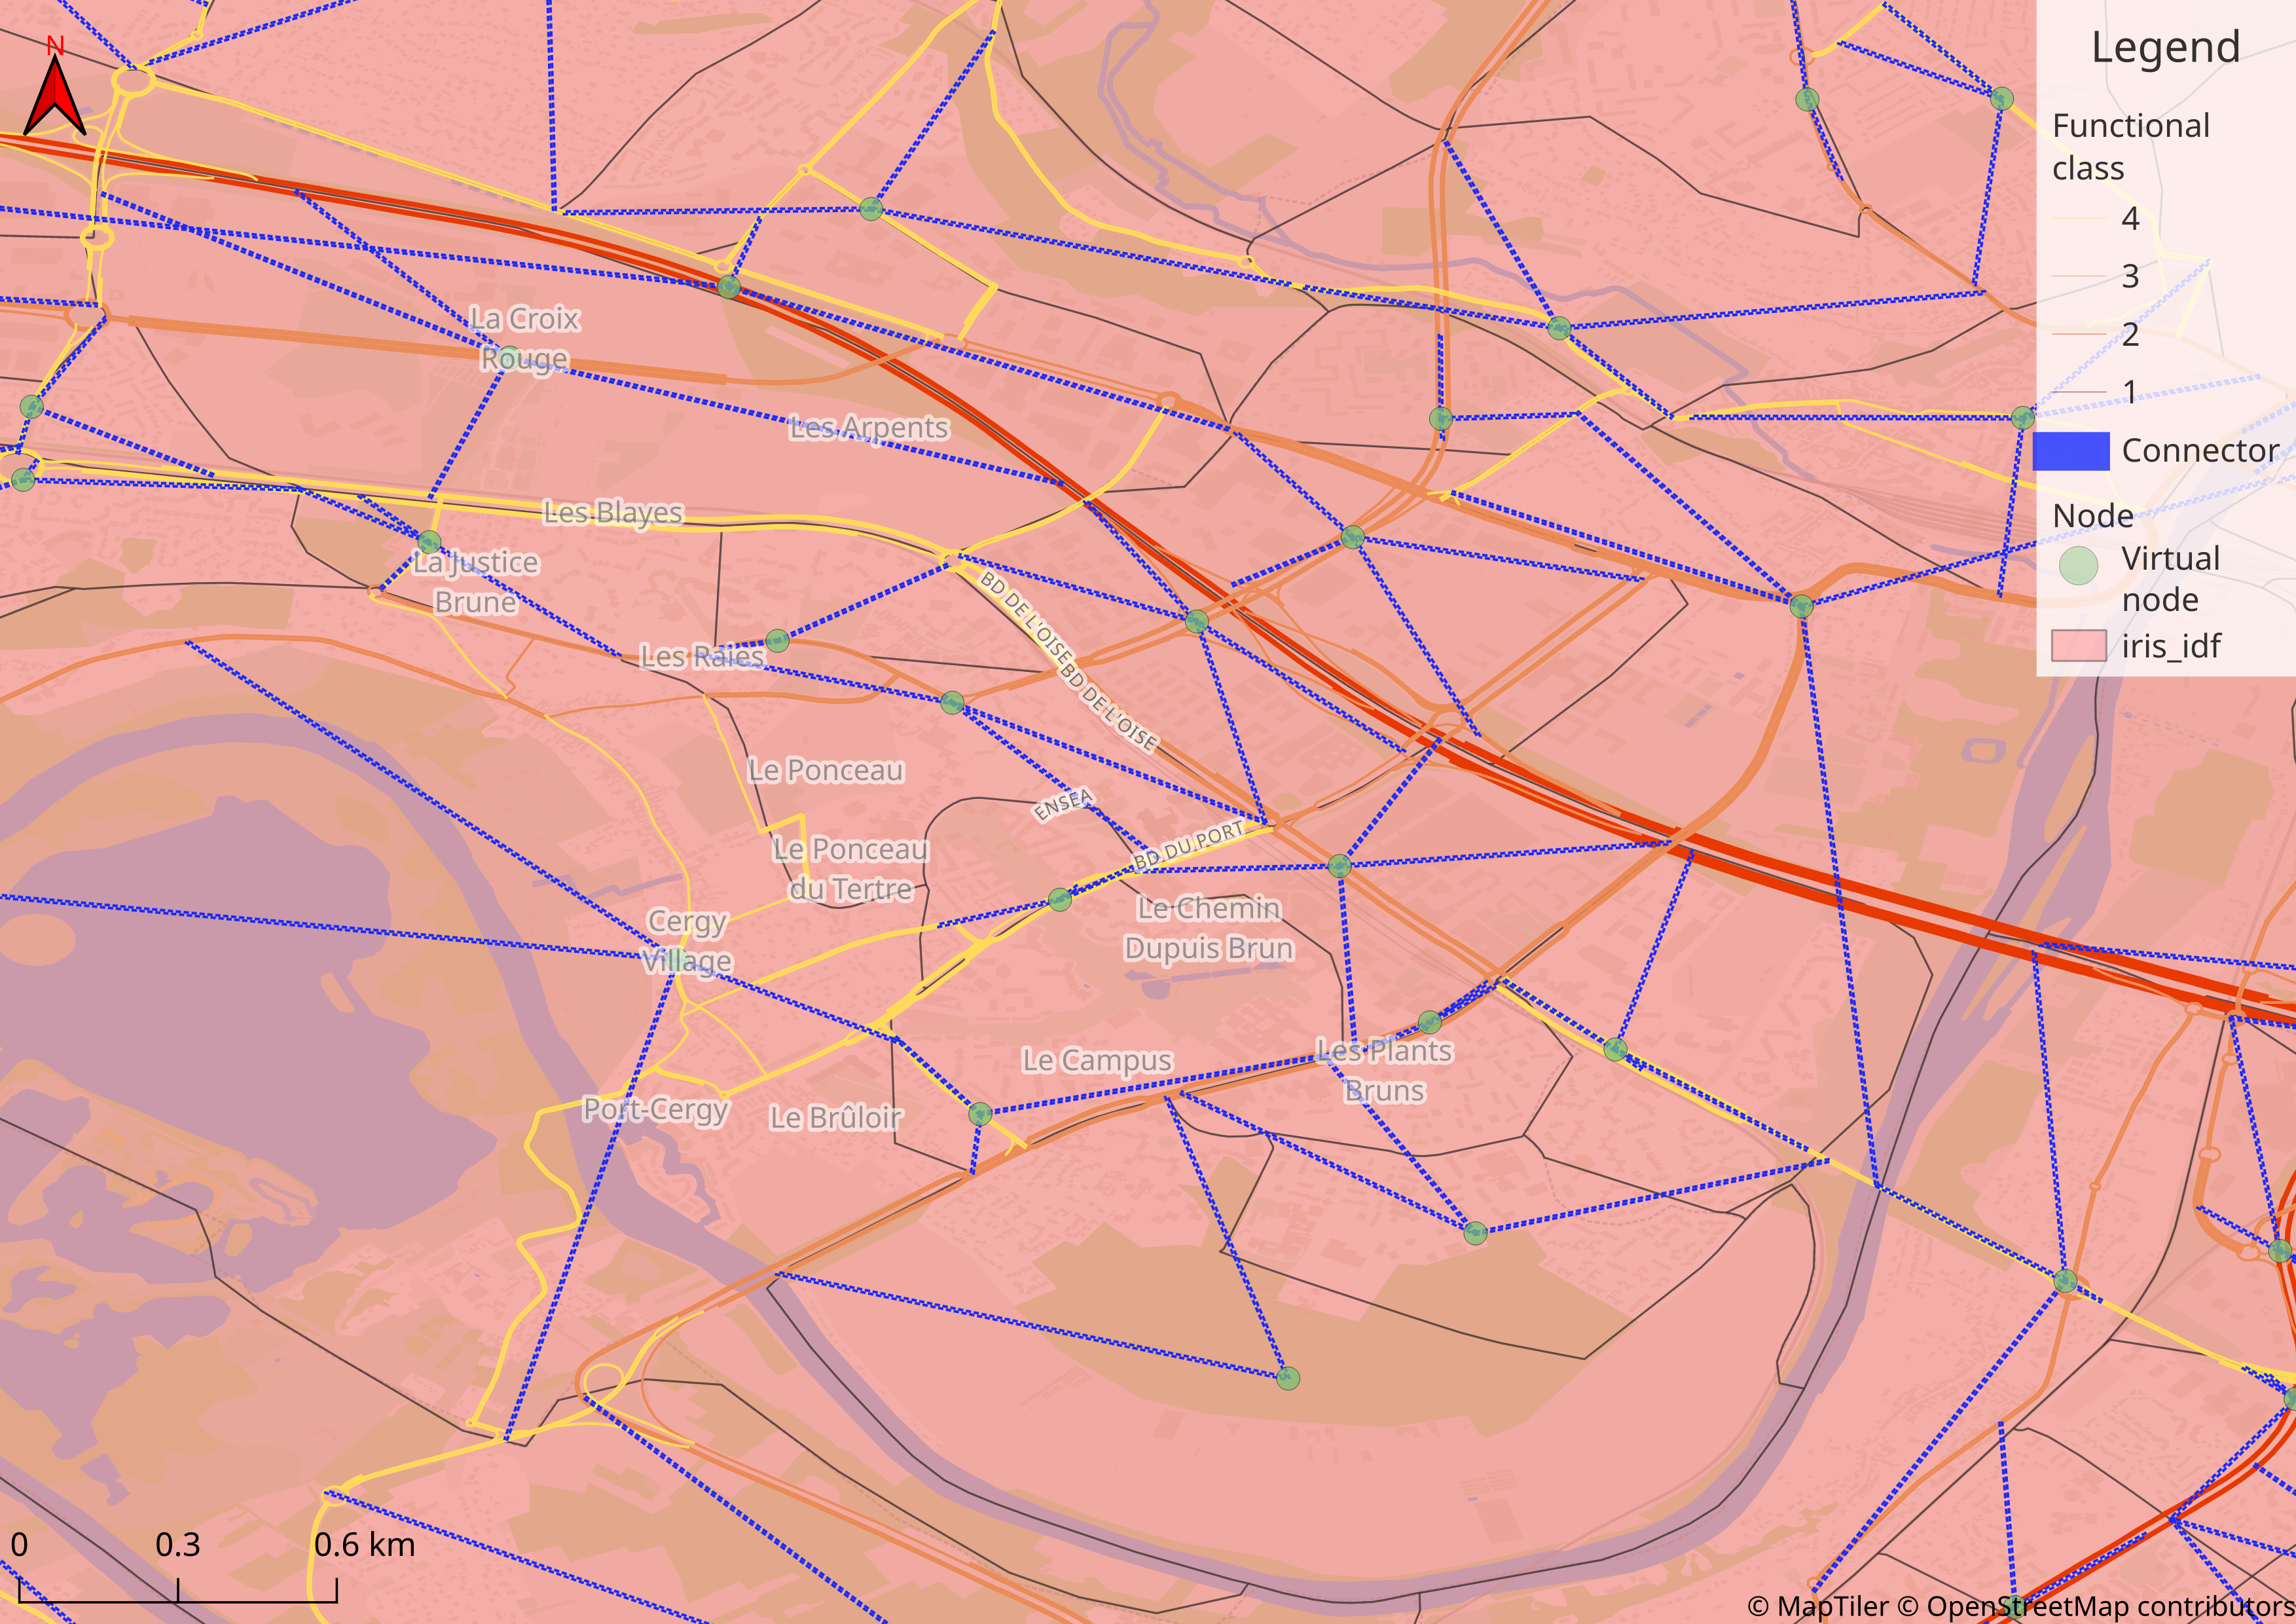 N
La Croix
Rouge
Les Arpents
Les Blayes
La Justice
Brune
Les Raies
BD DE L'OISE
BD DE L'OISE
Le Ponceau
ENSEA
BD DU PORT
Le Ponceau
du Tertre
Le Chemin
Dupuis Brun
Cergy
Village
Le Campus
Les Plants
Bruns
Port-Cergy
Le Brûloir
0 0.3 0.6 km
Legend
Functional
class
4
3
2
1
Connector
Node
Virtual
node
iris_idf
© MapTiler © OpenStreetMap contributors